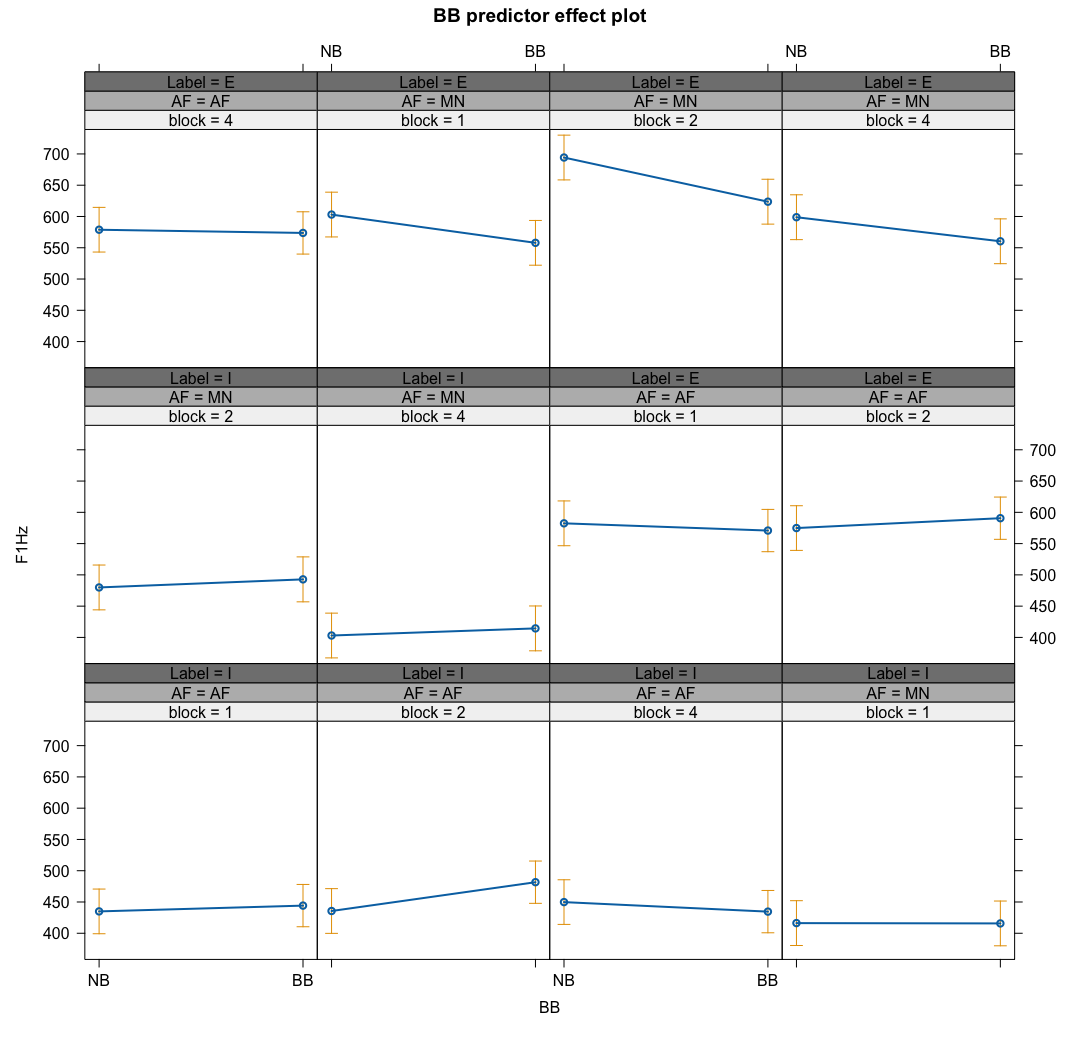 BB predictor effect plot
NB BB NB BB
Label = E Label = E Label = E Label = E
AF = AF AF = MN AF = MN AF = MN
block = 4 block = 1 block = 2 block = 4
700
650
600
550
500
450
400
Label = I Label = I Label = E Label = E
AF = MN AF = MN AF = AF AF = AF
block = 2 block = 4 block = 1 block = 2
700
650
600
550
500
450
400
F1Hz
Label = I Label = I Label = I Label = I
AF = AF AF = AF AF = AF AF = MN
block = 1 block = 2 block = 4 block = 1
700
650
600
550
500
450
400
NB BB NB BB
BB